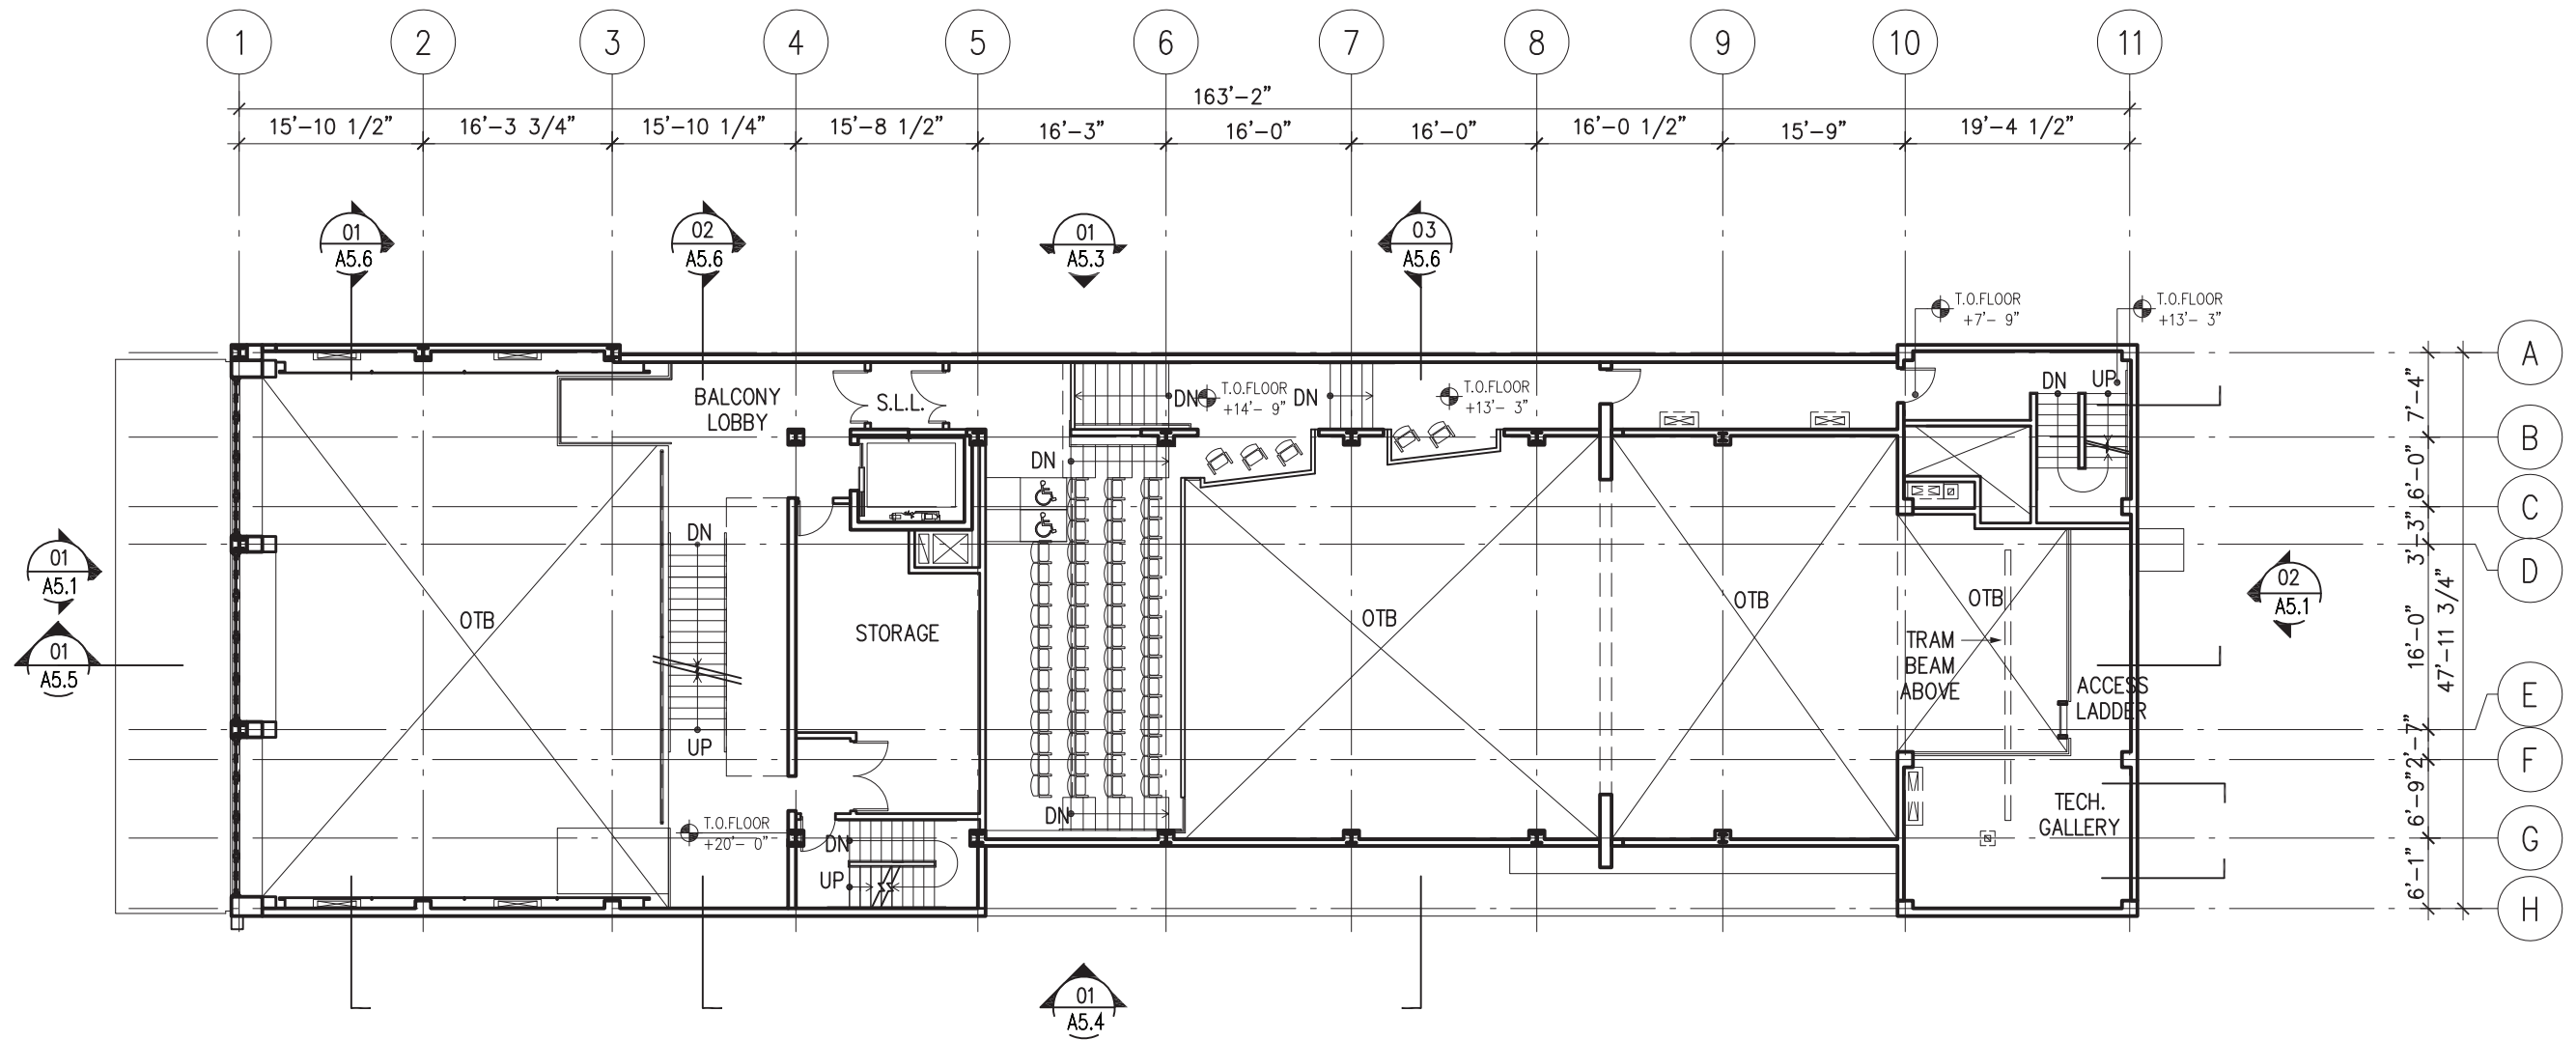 1 2 3 4 5 6 7 8 9 10 11
163'-2"
15'-10 1/2" 16'-3 3/4" 15'-10 1/4" 15'-8 1/2" 16'-3" 16'-0" 16'-0" 16'-0 1/2" 15'-9" 19'-4 1/2"
01
A5.6
02
A5.6
01
A5.3
03
A5.6
T.O.FLOOR
+7'- 9"
T.O.FLOOR
+13'- 3"
A
BALCONY
LOBBY
S.L.L.
DN
T.O.FLOOR
+14'- 9"
DN
T.O.FLOOR
+13'- 3"
DN
UP
7'-4"
B
DN
6'-0"
C
3'-3"
D
01
A5.1
DN
02
A5.1
OTB
STORAGE
OTB
OTB
OTB
TRAM
BEAM
ABOVE
16'-0"
47'-11 3/4"
01
A5.5
ACCESS
LADDER
E
UP
2'-7"
F
TECH.
GALLERY
6'-9"
DN
T.O.FLOOR
+20'- 0"
DN
G
UP
6'-1"
H
01
A5.4